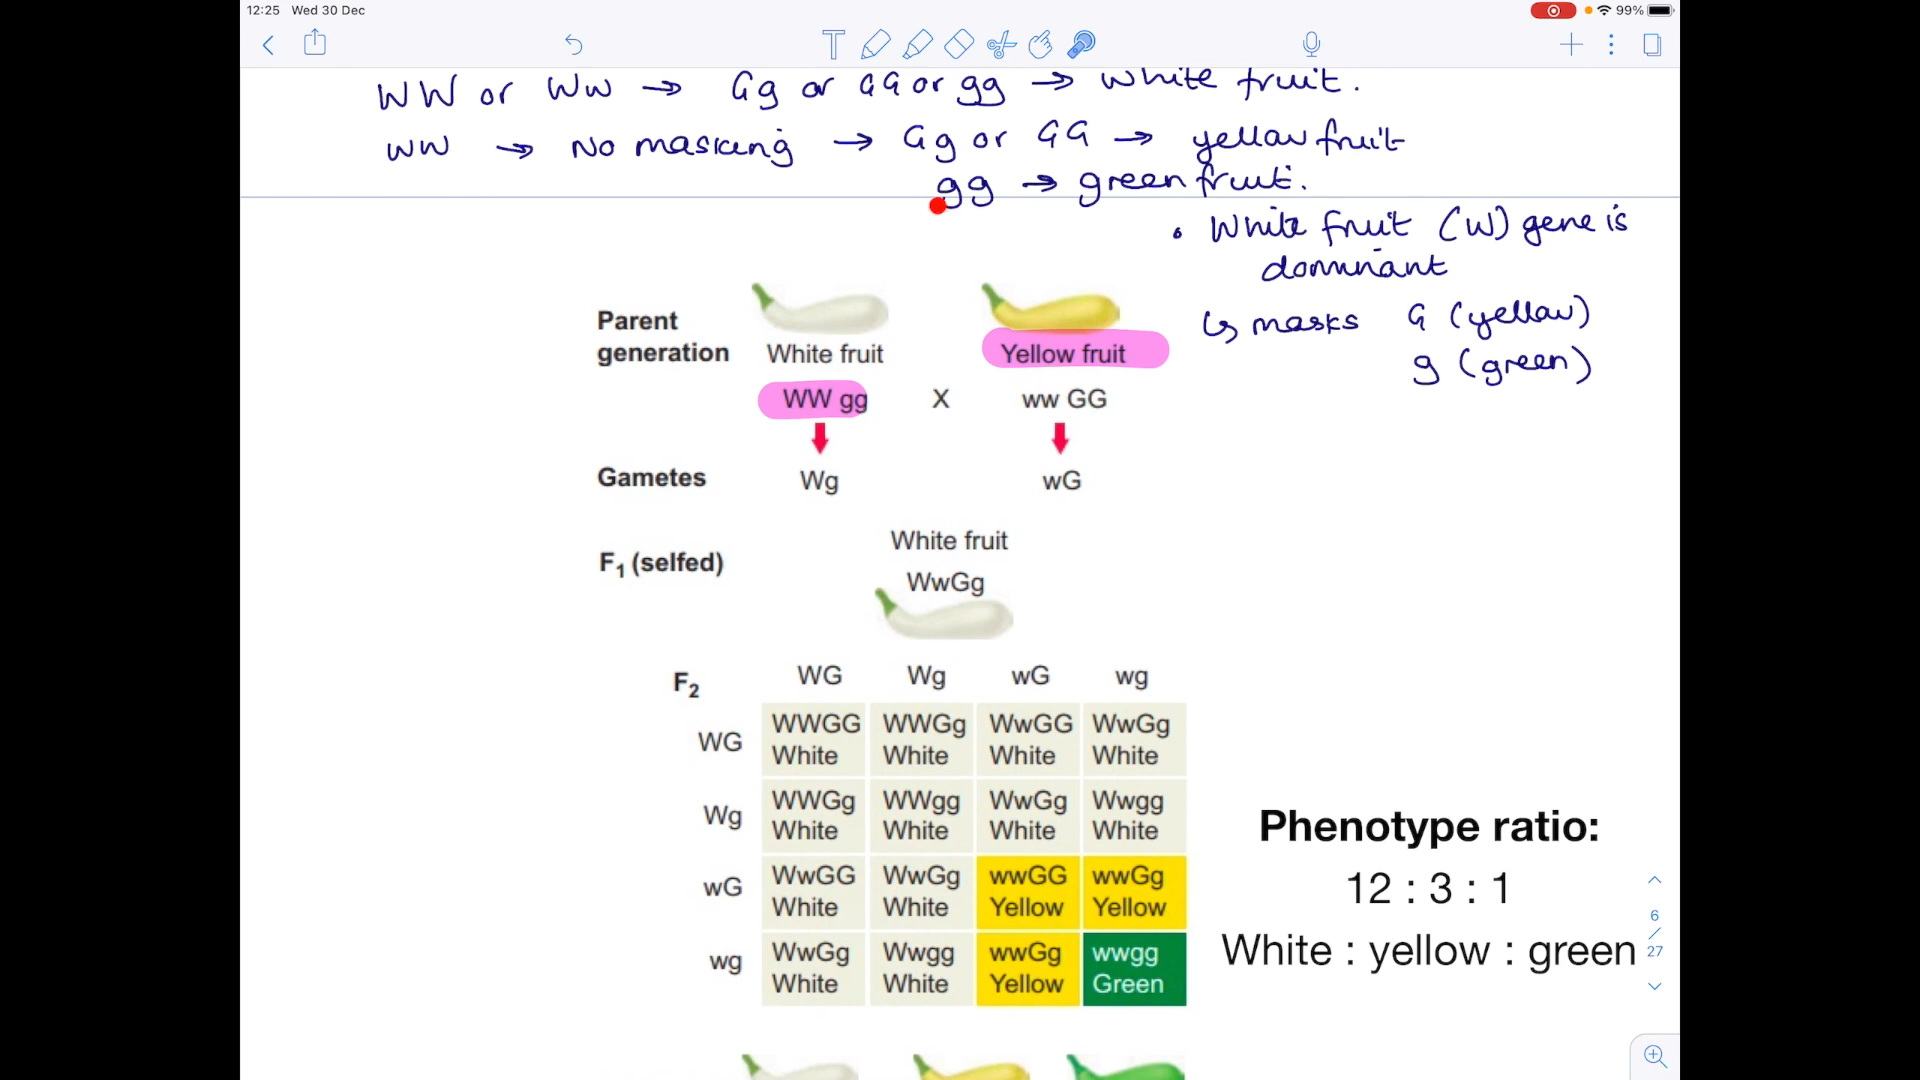 12:25 Wed 30 Dec
99%
T
WW or Ww → Gg or GG or gg → white fruit.
ww → No masking → Gg or GG → yellow fruit
gg → green fruit.
• White fruit (W) gene is
dominant
↳ masks G (yellow)
g (green)
Parent
generation
White fruit
Yellow fruit
WW gg X ww GG
Gametes Wg wG
White fruit
F₁ (selfed)
WwGg
F₂ WG Wg wG wg
WG
WWGG WWGg WwGG WwGg
White White White White
Wg
WWGg WWgg WwGg Wwgg
White White White White
wG
WwGG WwGg wwGG wwGg
White White Yellow Yellow
wg
WwGg Wwgg wwGg wwgg
White White Yellow Green
Phenotype ratio:
12 : 3 : 1
White : yellow : green
6
/
27